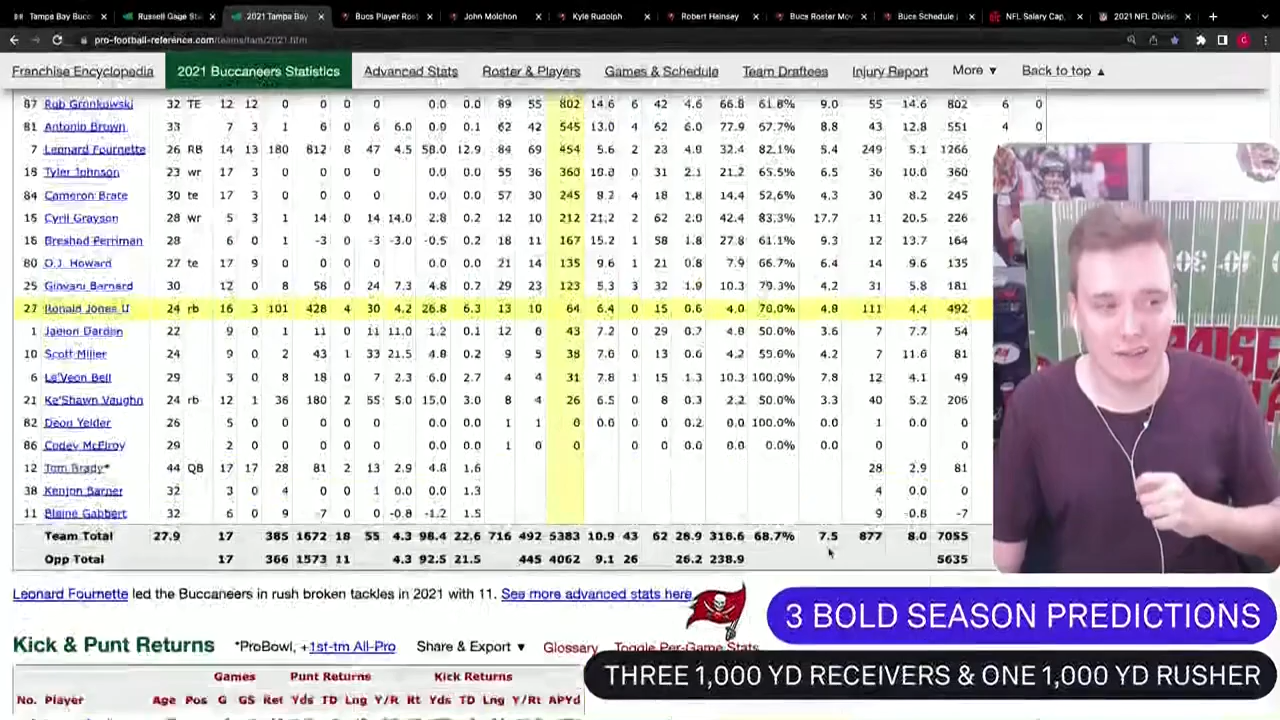 Tampa Bay Bucc
Russell Gage Sta
2021 Tampa Bay
Bucs Player Rost
John Molchon
Kyle Rudolph
Robert Hainsey
Bucs Roster Mov
Bucs Schedule
NFL Salary Cap,
2021 NFL Divisio
pro-football-reference.com/teams/tam/2021.htm
Franchise Encyclopedia 2021 Buccaneers Statistics Advanced Stats Roster & Players Games & Schedule Team Draftees Injury Report More ▼ Back to top ▲
87 Rob Gronkowski 32 TE 12 12 0 0 0 0.0 0.0 89 55 802 14.6 6 42 4.6 66.8 61.8% 9.0 55 14.6 802 6 0
81 Antonio Brown 33 7 3 1 6 0 6 6.0 0.9 0.1 62 42 545 13.0 4 62 6.0 77.9 67.7% 8.8 43 12.8 551 4 0
7 Leonard Fournette 26 RB 14 13 180 812 8 47 4.5 58.0 12.9 84 69 454 6.6 2 23 4.9 32.4 82.1% 5.4 249 5.1 1266
18 Tyler Johnson 23 wr 17 3 0 0 0.0 0.0 55 36 360 10.0 0 31 2.1 21.2 65.5% 6.5 36 10.0 360
84 Cameron Brate 30 te 17 3 0 0 0.0 0.0 57 30 245 8.2 4 18 1.8 14.4 52.6% 4.3 30 8.2 245
15 Cyril Grayson 28 wr 5 3 1 14 0 14 14.0 2.8 0.2 12 10 212 21.2 2 62 2.0 42.4 83.3% 17.7 11 20.5 226
16 Breshad Perriman 28 6 0 1 -3 0 -3 -3.0 -0.5 0.2 18 11 167 15.2 1 58 1.8 27.8 61.1% 9.3 12 13.7 164
80 O.J. Howard 27 te 17 9 0 0 0.0 0.0 21 14 135 9.6 1 21 0.8 7.9 66.7% 6.4 14 9.6 135
25 Giovani Bernard 30 12 0 8 58 0 24 7.3 4.8 0.7 29 23 123 5.3 3 32 1.9 10.3 79.3% 4.2 31 5.8 181
27 Ronald Jones II 24 rb 16 3 101 428 4 30 4.2 26.8 6.3 13 10 64 6.4 0 15 0.6 4.0 4.9 111 4.4 492
1 Jaelon Darden 22 9 0 1 11 0 11 11.0 1.2 0.1 43 0 29 0.7 4.8 50.0% 3.6 7 7.7 54
10 Scott Miller 24 9 0 2 43 1 33 21.5 4.8 0.2 9 5 38 7.6 0 13 0.6 4.2 4.2 7 11.6 81
6 Le'Veon Bell 29 3 0 8 18 0 7 2.3 6.0 2.7 4 4 31 7.8 1 15 1.3 10.3 100.0% 7.8 12 4.1 49
21 Ke'Shawn Vaughn 24 rb 12 1 36 180 2 55 5.0 15.0 3.0 8 4 26 6.5 0 8 0.3 2.2 50.0% 3.3 40 5.2 206
82 Deon Yelder 26 5 0 0 0 0.0 0.0 1 1 0 0.0 0 0 0.2 0.0 100.0% 0.0 1 0.0 0
86 Codey McElroy 29 2 0 0 0 0.0 0.0 1 0 0 0 0.0 0.0 0.0% 0.0 0
12 Tom Brady* 44 QB 17 17 28 81 2 13 2.9 4.8 1.6 28 2.9 81
38 Kenjon Barner 32 3 0 4 0 0 1 0.0 0.0 1.3 4 0.0 0
11 Blaine Gabbert 32 6 0 9 -7 0 -0.8 -1.2 1.5 9 -0.8 -7
Team Total 27.9 17 385 1672 18 55 4.3 98.4 22.6 716 492 5383 10.9 43 62 28.9 316.6 68.7% 7.5 877 8.0 7055
Opp Total 17 366 1573 11 4.3 92.5 21.5 445 4062 9.1 26 26.2 238.9 5635
Leonard Fournette led the Buccaneers in rush broken tackles in 2021 with 11. See more advanced stats here
3 BOLD SEASON PREDICTIONS
Kick & Punt Returns *ProBowl, +1st-tm All-Pro Share & Export ▼ Glossary Toggle Per-Game Stats
THREE 1,000 YD RECEIVERS & ONE 1,000 YD RUSHER
Games Punt Returns Kick Returns
No. Player Age Pos G GS Ret Yds TD Lng Y/R Rt Yds TD Lng Y/Rt APYd